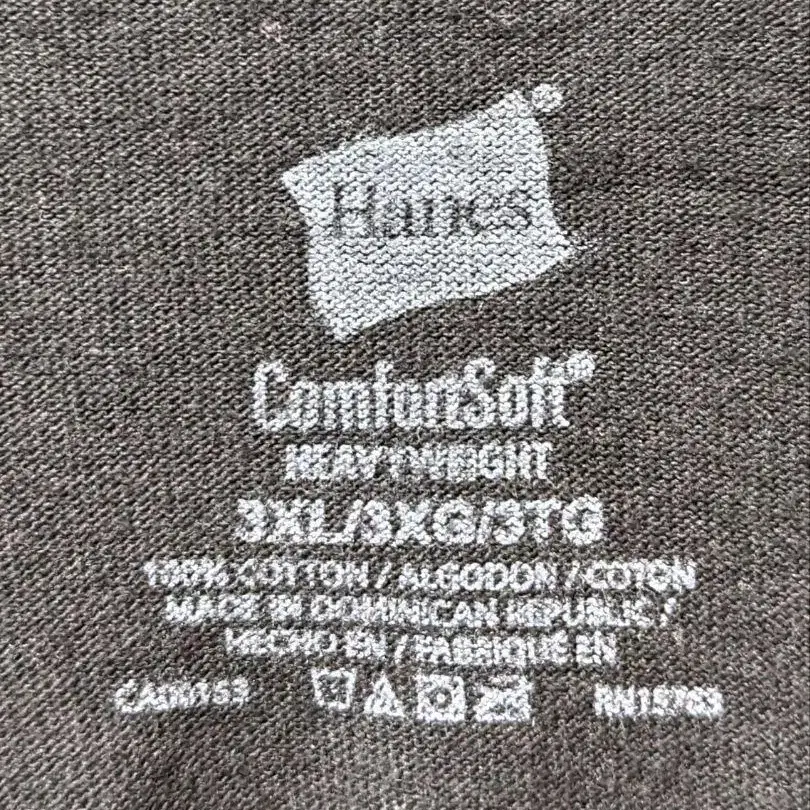 Hanes
ComfortSoft®
HEAVYWEIGHT
3XL/3XG/3TG
100% COTTON / ALGODON / COTON
MADE IN DOMINICAN REPUBLIC /
HECHO EN / FABRIQUE EN
CA00153 RN15763